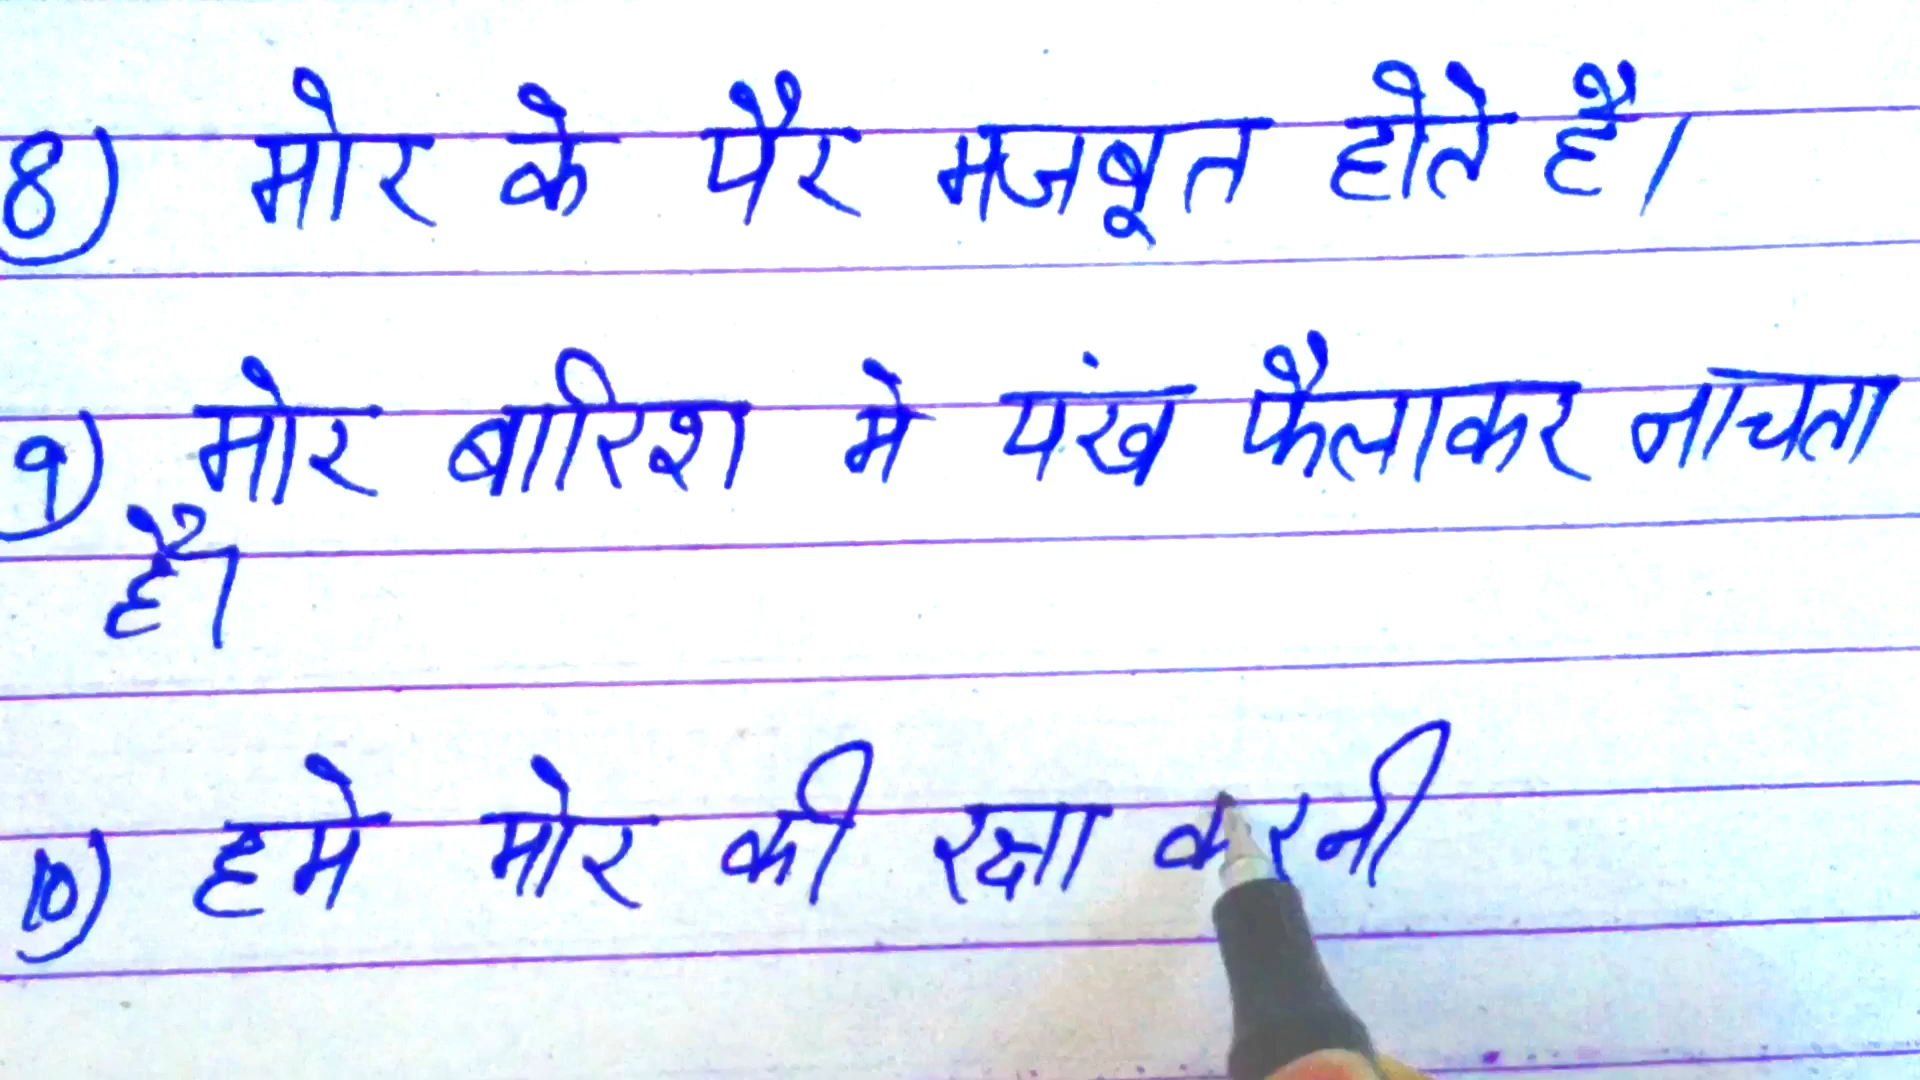 8) मोर के पैर मजबूत होते है।
9) मोर बारिश मे पंख फैलाकर नाचता
है।
10) हमे मोर की रक्षा करनी